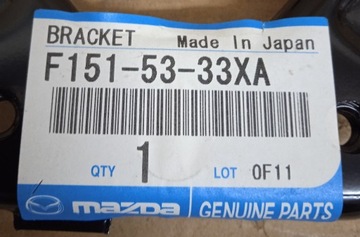 BRACKET Made In Japan
F151-53-33XA
QTY 1 LOT 0F11
mazda GENUINE PARTS